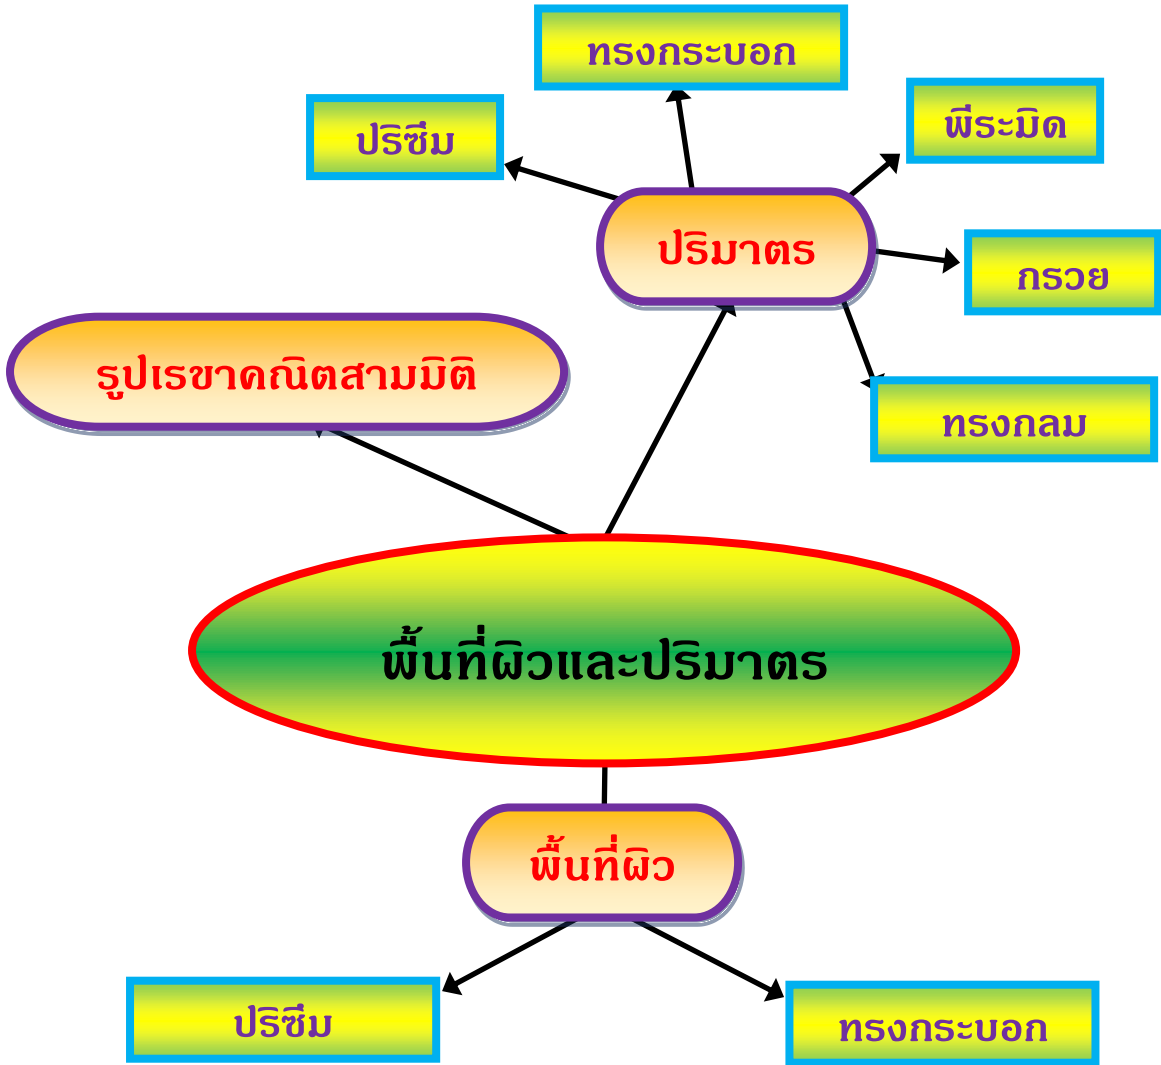 ทรงกระบอก
ปริซึม
พีระมิด
ปริมาตร
กรวย
รูปเรขาคณิตสามมิติ
ทรงกลม
พื้นที่ผิวและปริมาตร
พื้นที่ผิว
ปริซึม
ทรงกระบอก